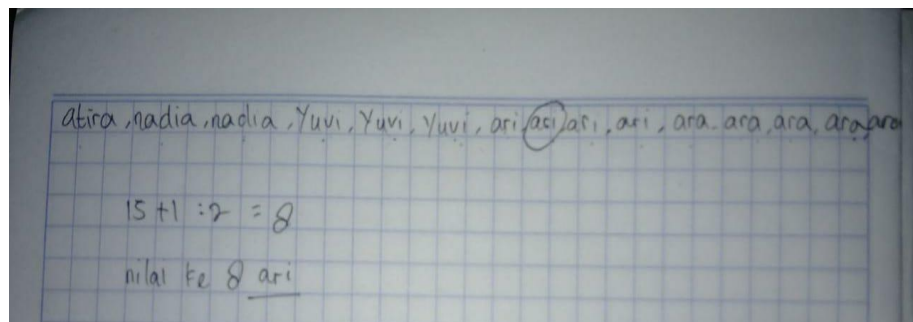 atira, nadia, nadia, Yuvi, Yuvi, Yuvi, ari, ari, ari, ari, ara, ara, ara, ara, ara
15 + 1 : 2 = 8
nilai ke 8 ari